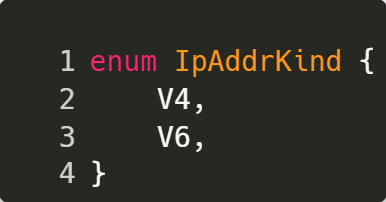 1 enum IpAddrKind {
2     V4,
3     V6,
4 }